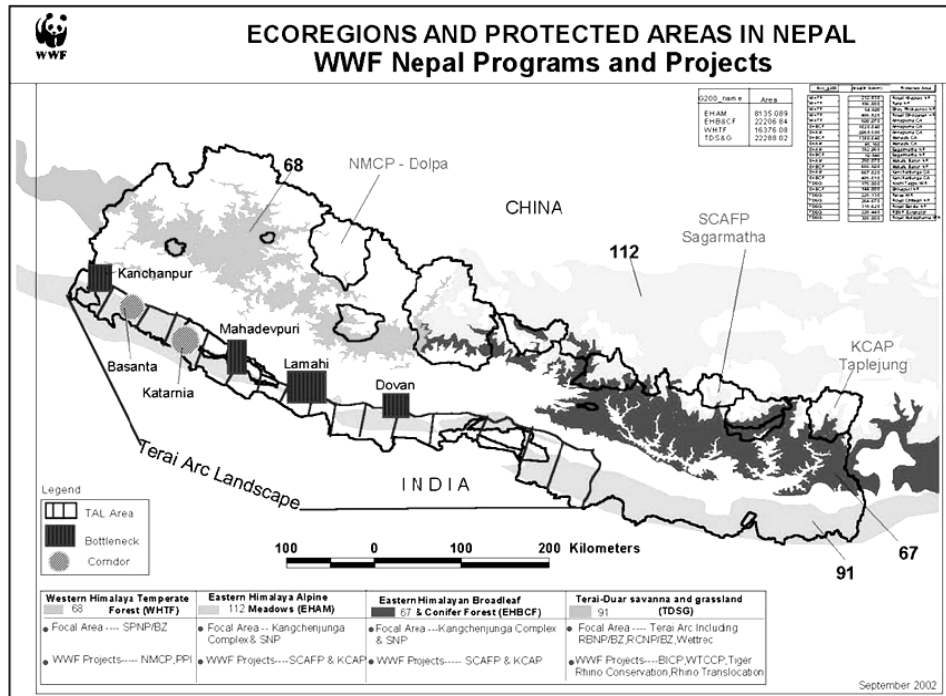 WWF
ECOREGIONS AND PROTECTED AREAS IN NEPAL
WWF Nepal Programs and Projects
G200_name Area
EHAM 8135.089
EHB&CF 22206.84
WHTF 16376.08
TDS&G 22288.02
68
NMCP - Dolpa
CHINA
SCAFP
Sagarmatha
112
KCAP
Taplejung
Kanchanpur
Mahadevpuri
Basanta
Katarnia
Lamahi
Dovan
Terai Arc Landscape
INDIA
67
91
Legend
TAL Area
Bottleneck
Corridor
100 0 100 200 Kilometers
Western Himalaya Temperate
68 Forest (WHTF)
Focal Area --- SPNP/BZ
WWF Projects---- NMCP,PPI
Eastern Himalaya Alpine
112 Meadows (EHAM)
Focal Area -- Kangchenjunga
Complex & SNP
WWF Projects----SCAFP & KCAP
Eastern Himalayan Broadleaf
67 & Conifer Forest (EHBCF)
Focal Area ---Kangchenjunga Complex
& SNP
WWF Projects----SCAFP & KCAP
Terai-Duar savanna and grassland
91 (TDSG)
Focal Area ---- Terai Arc Including
RBNP/BZ,RCNP/BZ, Wettrec
WWF Projects----BICP,WTCCP,Tiger
Rhino Conservation,Rhino Translocation
September 2002